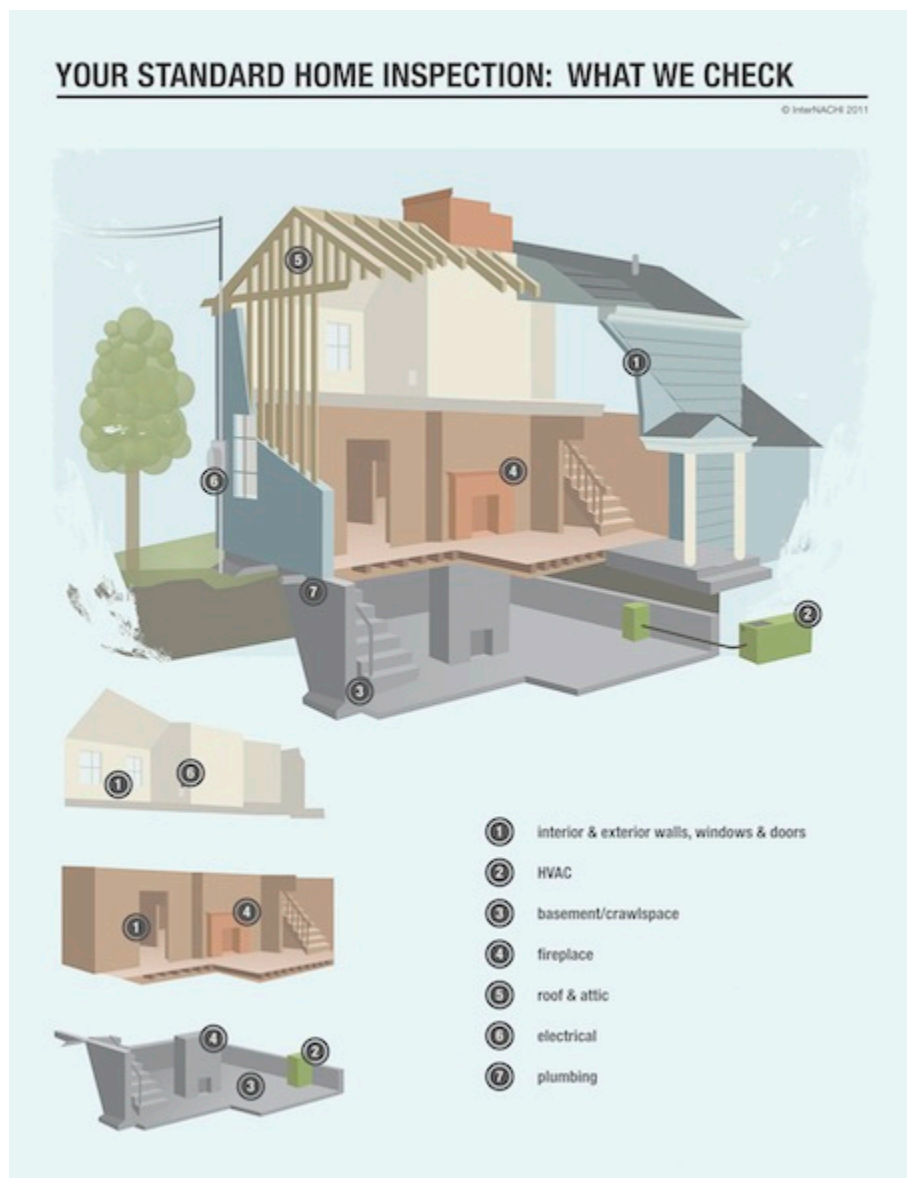 YOUR STANDARD HOME INSPECTION: WHAT WE CHECK
© InterNACHI 2011
5
1
4
6
7
2
3
1
6
1
4
4
2
3
1 interior & exterior walls, windows & doors
2 HVAC
3 basement/crawlspace
4 fireplace
5 roof & attic
6 electrical
7 plumbing